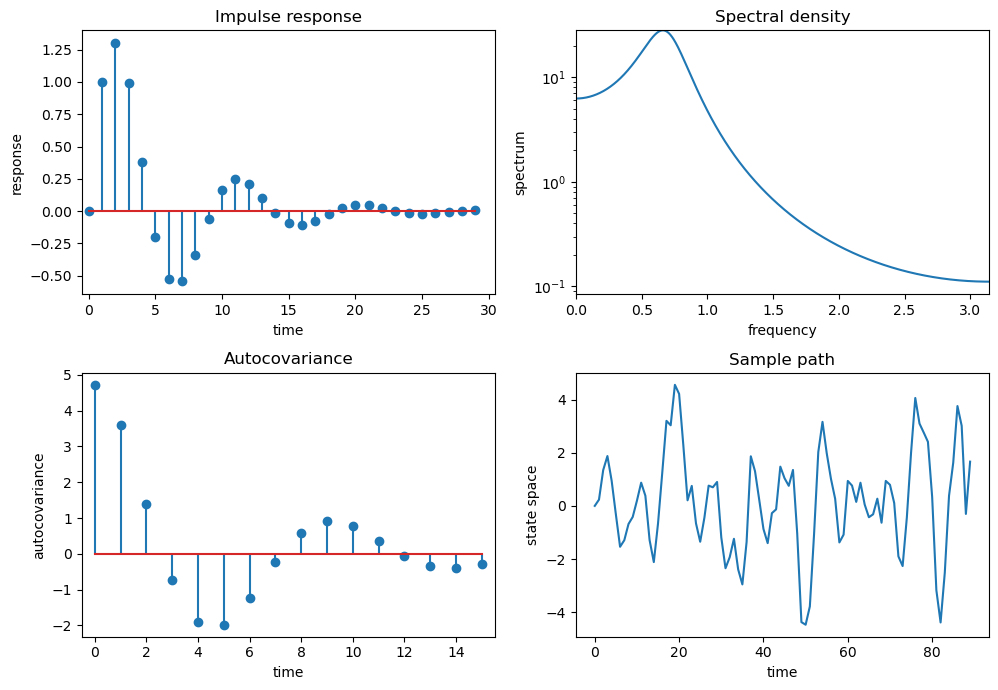 Impulse response
response
1.25
1.00
0.75
0.50
0.25
0.00
−0.25
−0.50
0 5 10 15 20 25 30
time
Spectral density
spectrum
10¹
10⁰
10⁻¹
0.0 0.5 1.0 1.5 2.0 2.5 3.0
frequency
Autocovariance
autocovariance
5
4
3
2
1
0
−1
−2
0 2 4 6 8 10 12 14
time
Sample path
state space
4
2
0
−2
−4
0 20 40 60 80
time